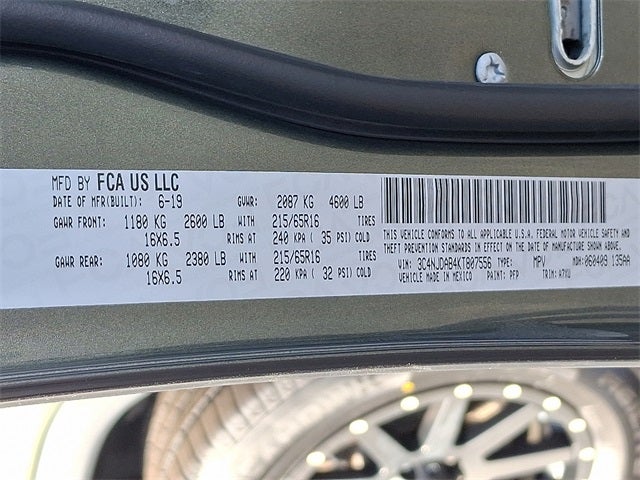 MFD BY FCA US LLC
DATE OF MFR(BUILT): 6-19 GVWR: 2087 KG 4600 LB
GAWR FRONT: 1180 KG 2600 LB WITH 215/65R16 TIRES
16X6.5 RIMS AT 240 KPA ( 35 PSI) COLD
GAWR REAR: 1080 KG 2380 LB WITH 215/65R16 TIRES
16X6.5 RIMS AT 220 KPA ( 32 PSI) COLD
THIS VEHICLE CONFORMS TO ALL APPLICABLE U.S.A. FEDERAL MOTOR VEHICLE SAFETY AND
THEFT PREVENTION STANDARDS IN EFFECT ON THE DATE OF MANUFACTURE SHOWN ABOVE.
VIN: 3C4NJDAB4KT807556 TYPE: MPV MDH:060409 135AA
VEHICLE MADE IN MEXICO PAINT: PFP TRIM: A7XU